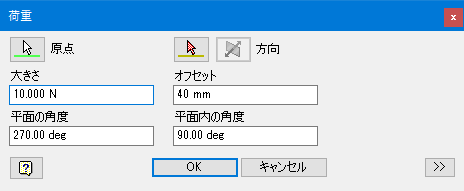 荷重
x
原点
方向
大きさ
オフセット
10.000 N
40 mm
平面の角度
平面内の角度
270.00 deg
90.00 deg
?
OK
キャンセル
>>